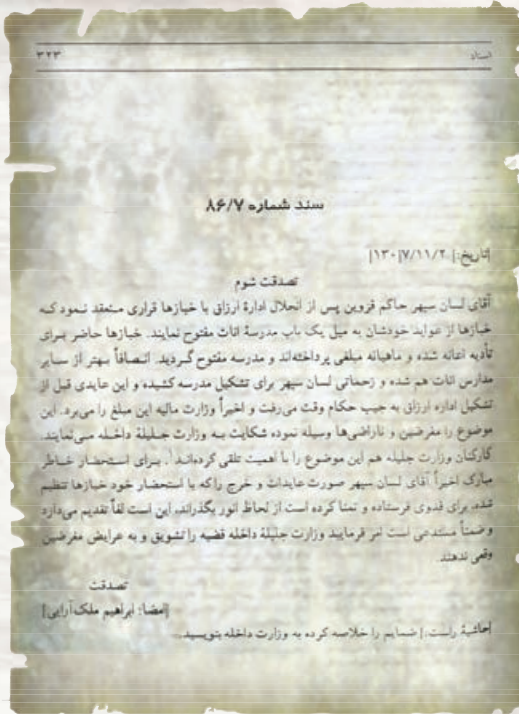 اسناد
۳۲۳
سند شماره ۸۶/۷
[تاریخ:] ۱۳۰]۷/۱۱/۲]
تصدقت شوم
آقای لسان سپهر حاکم قزوین پس از انحلال ادارهٔ ارزاق با خبازها قراری منعقد نمود که
خبازها از عواید خودشان به میل یک باب مدرسهٔ اناث مفتوح نمایند. خبازها حاضر برای
تأدیه اعانه شده و ماهیانه مبلغی پرداخته‌اند و مدرسه مفتوح گردید. انصافاً بهتر از سایر
مدارس اناث هم شده و زحماتی لسان سپهر برای تشکیل مدرسه کشیده و این عایدی قبل از
تشکیل اداره ارزاق به جیب حکام وقت می‌رفت و اخیراً وزارت مالیه این مبلغ را می‌برد. این
موضوع را مغرضین و ناراضی‌ها وسیله نموده شکایت به وزارت جلیلهٔ داخله می‌نمایند.
کارکنان وزارت جلیله هم این موضوع را با اهمیت تلقی کرده‌اند۱. برای استحضار خاطر
مبارک اخیراً آقای لسان سپهر صورت عایدات و خرج را که با استحضار خود خبازها تنظیم
شده، برای فدوی فرستاده و تمنا کرده است از لحاظ انور بگذراند، این است لفاً تقدیم می‌دارد
و ضمناً مستدعی است امر فرمایید وزارت جلیلهٔ داخله قضیه را تشویق و به عرایض مغرضین
وقعی ندهند.
تصدقت
[امضا: ابراهیم ملک‌آرایی]
[حاشیهٔ راست:] ضمایم را خلاصه کرده به وزارت داخله بنویسید.